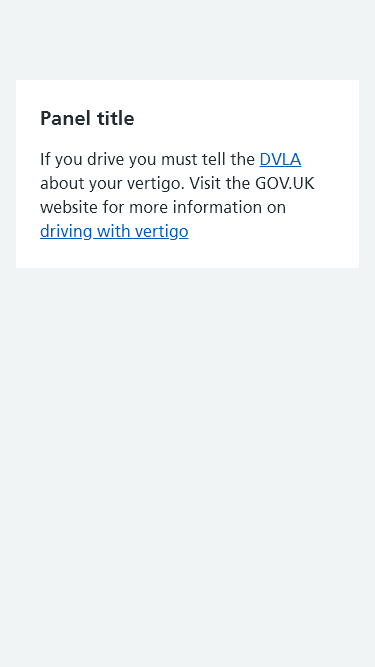 Panel title
If you drive you must tell the DVLA
about your vertigo. Visit the GOV.UK
website for more information on
driving with vertigo